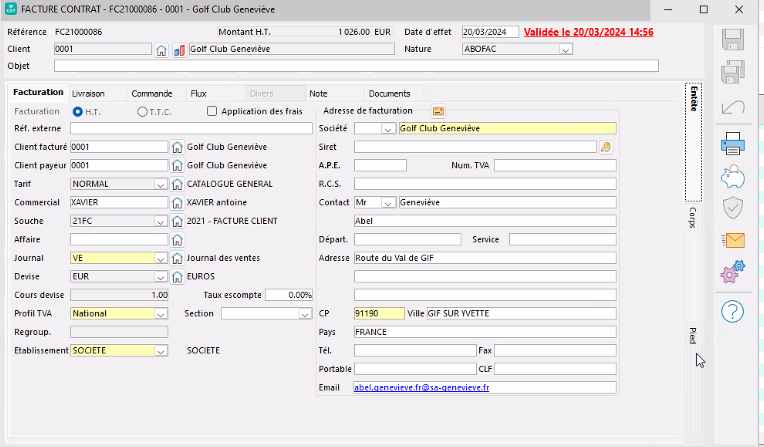 FACTURE CONTRAT - FC21000086 - 0001 - Golf Club Geneviève
Référence FC21000086 Montant H.T. 1 026.00 EUR Date d'effet 20/03/2024 Validée le 20/03/2024 14:56
Client 0001 Golf Club Geneviève Nature ABOFAC
Objet
Facturation Livraison Commande Flux Divers Note Documents
Entête
Corps
Pied
Facturation H.T. T.T.C. Application des frais
Réf. externe
Client facturé 0001 Golf Club Geneviève
Client payeur 0001 Golf Club Geneviève
Tarif NORMAL CATALOGUE GENERAL
Commercial XAVIER XAVIER antoine
Souche 21FC 2021 - FACTURE CLIENT
Affaire
Journal VE Journal des ventes
Devise EUR EUROS
Cours devise 1.00 Taux escompte 0.00%
Profil TVA National Section
Regroup.
Etablissement SOCIETE SOCIETE
Adresse de facturation
Société Golf Club Geneviève
Siret
A.P.E. Num. TVA
R.C.S.
Contact Mr Geneviève
Abel
Départ. Service
Adresse Route du Val de GIF
CP 91190 Ville GIF SUR YVETTE
Pays FRANCE
Tél. Fax
Portable CLF
Email abel.genevieve.fr@sa-genevieve.fr